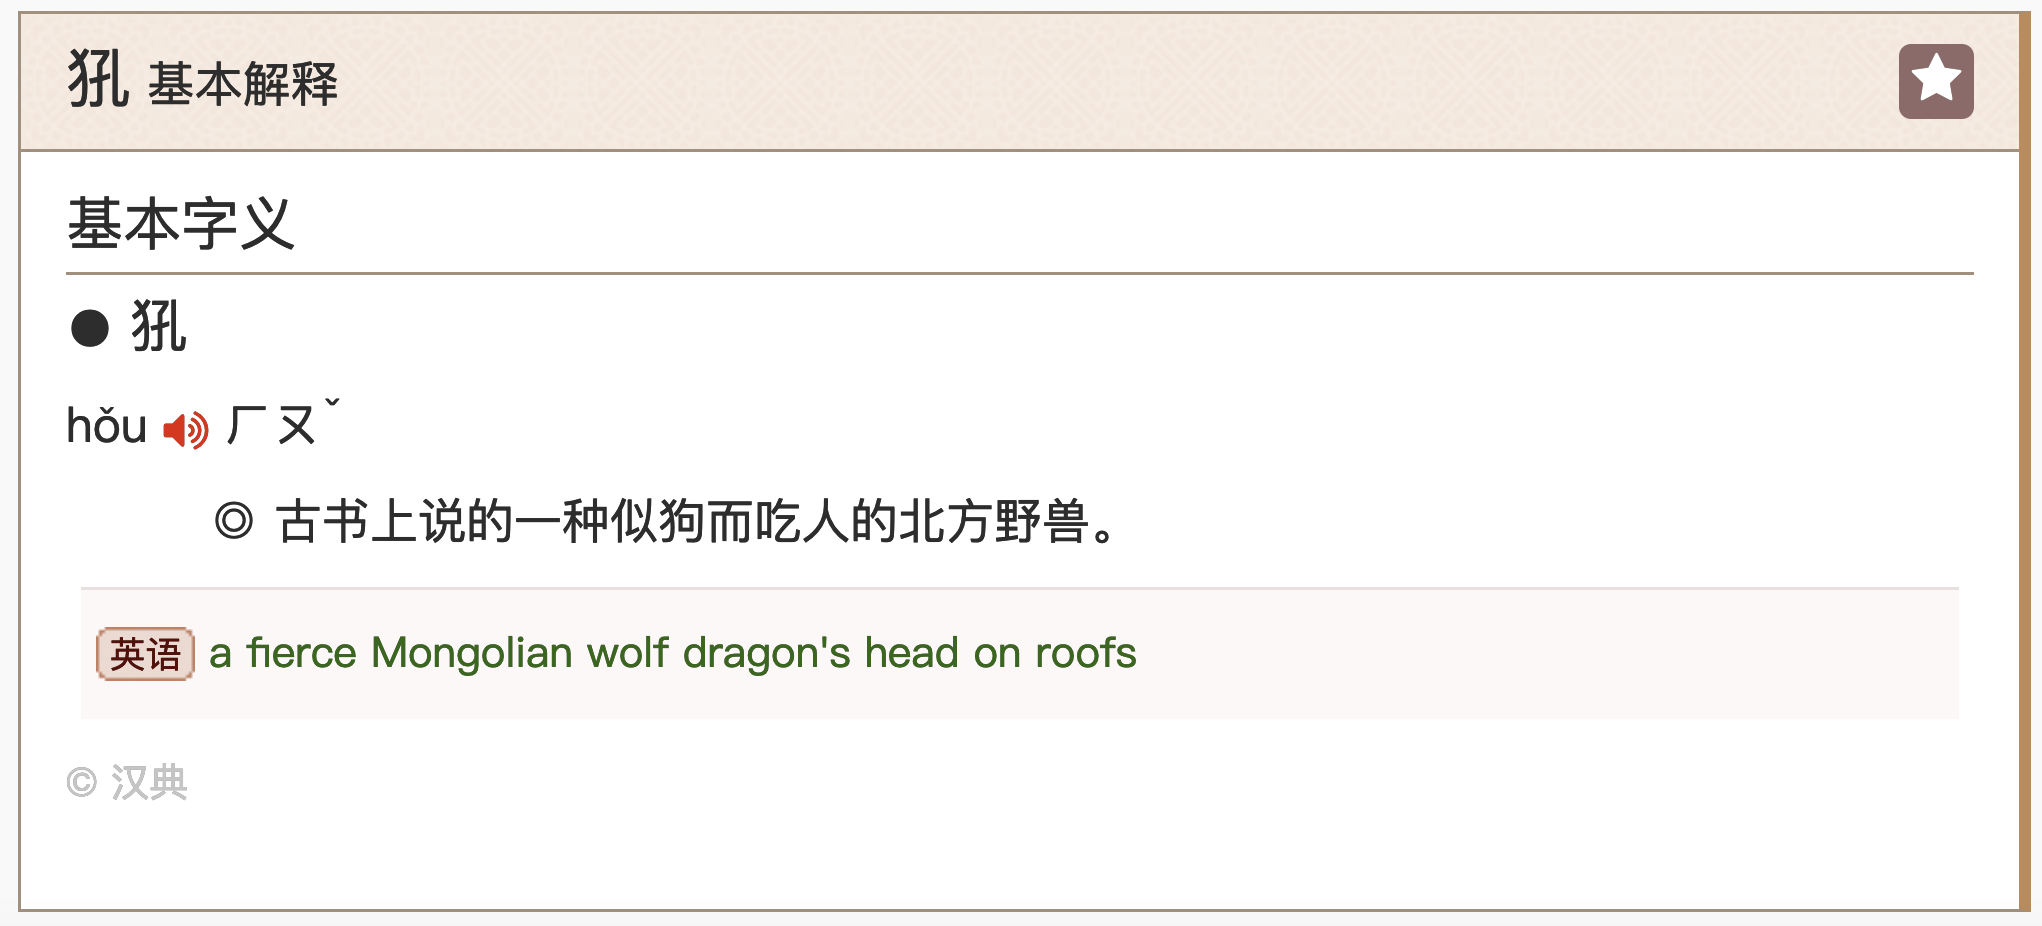 犼 基本解释
基本字义
● 犼
hǒu ㄏㄡˇ
◎ 古书上说的一种似狗而吃人的北方野兽。
英语 a fierce Mongolian wolf dragon's head on roofs
© 汉典